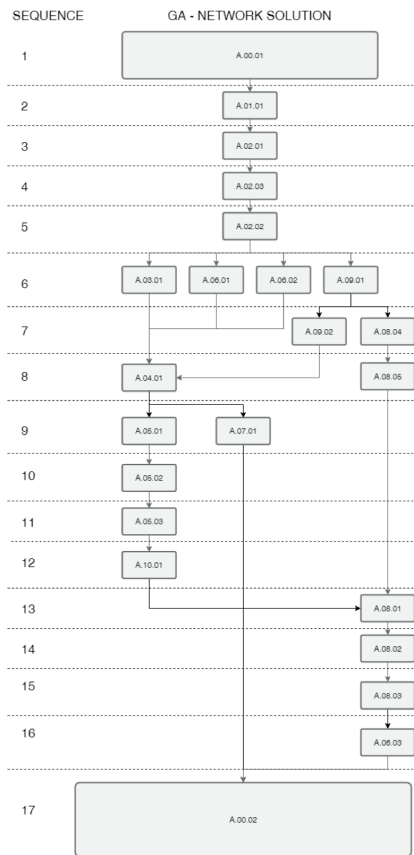 SEQUENCE GA - NETWORK SOLUTION
1 A.00.01
2 A.01.01
3 A.02.01
4 A.02.03
5 A.02.02
6 A.03.01 A.06.01 A.06.02 A.09.01
7 A.09.02 A.08.04
8 A.04.01 A.08.05
9 A.05.01 A.07.01
10 A.05.02
11 A.05.03
12 A.10.01
13 A.08.01
14 A.08.02
15 A.08.03
16 A.06.03
17 A.00.02